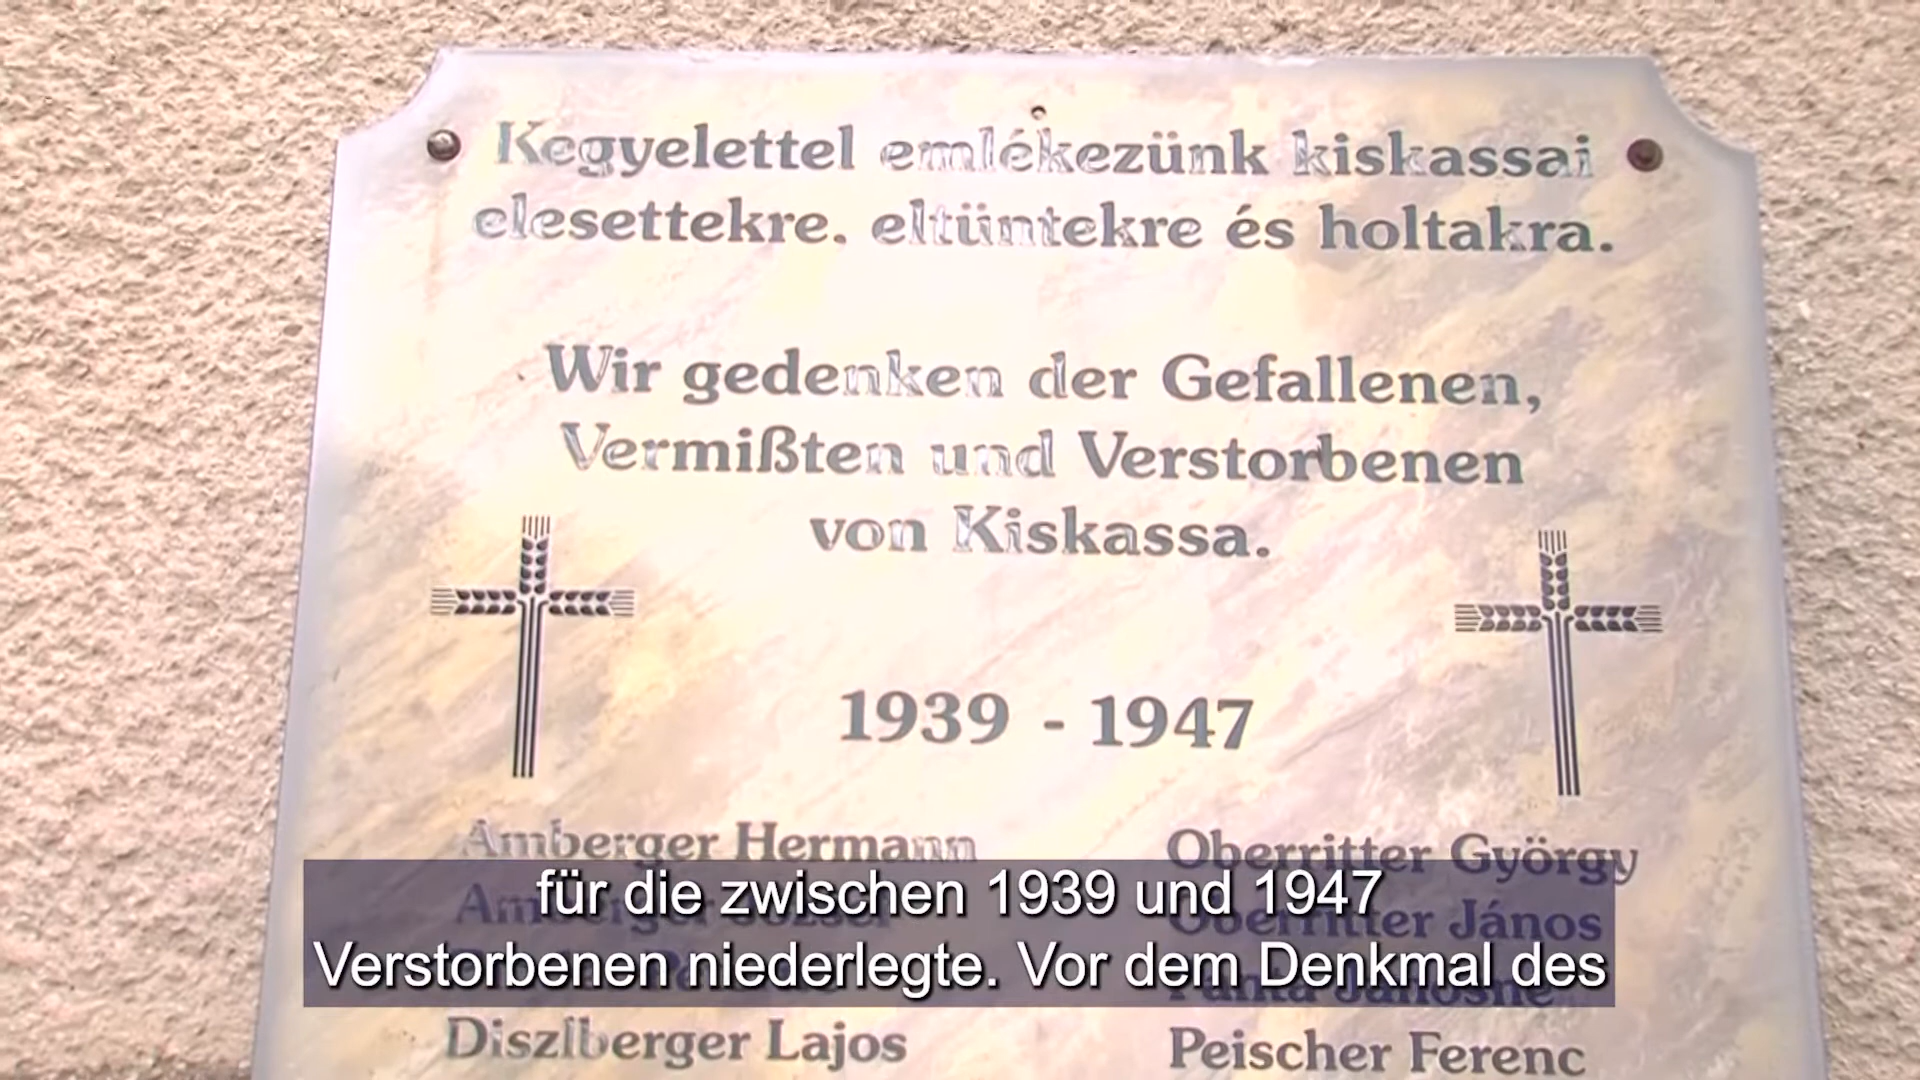 Kegyelettel emlékezünk kiskassai
elesettekre. eltüntekre és holtakra.
Wir gedenken der Gefallenen,
Vermißten und Verstorbenen
von Kiskassa.
1939 - 1947
Amberger Hermann
Oberritter György
Oberritter János
für die zwischen 1939 und 1947
Verstorbenen niederlegte. Vor dem Denkmal des
Diszlberger Lajos
Peischer Ferenc